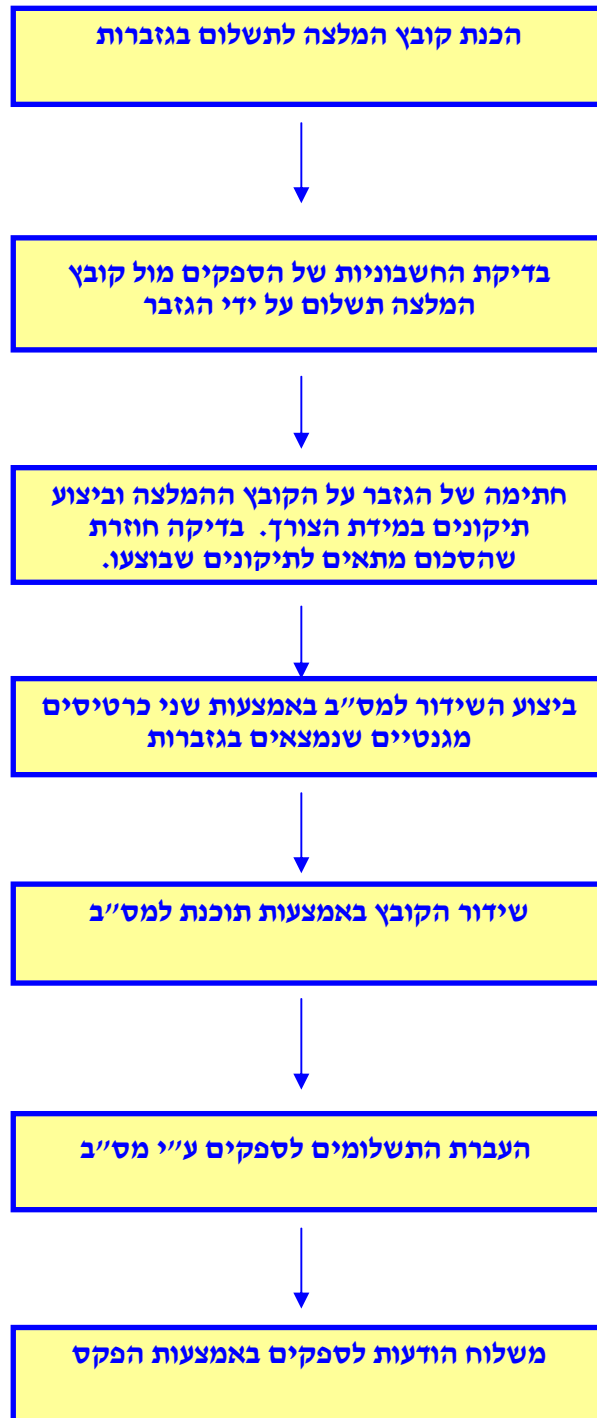 הכנת קובץ המלצה לתשלום בגזברות
בדיקת החשבוניות של הספקים מול קובץ
המלצה תשלום על ידי הגזבר
חתימה של הגזבר על הקובץ ההמלצה וביצוע
תיקונים במידת הצורך. בדיקה חוזרת
שהסכום מתאים לתיקונים שבוצעו.
ביצוע השידור למס״ב באמצעות שני כרטיסים
מגנטיים שנמצאים בגזברות
שידור הקובץ באמצעות תוכנת למס״ב
העברת התשלומים לספקים ע״י מס״ב
משלוח הודעות לספקים באמצעות הפקס